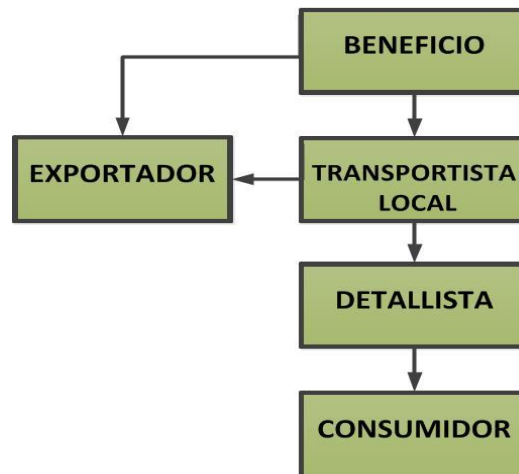 BENEFICIO
EXPORTADOR
TRANSPORTISTA
LOCAL
DETALLISTA
CONSUMIDOR